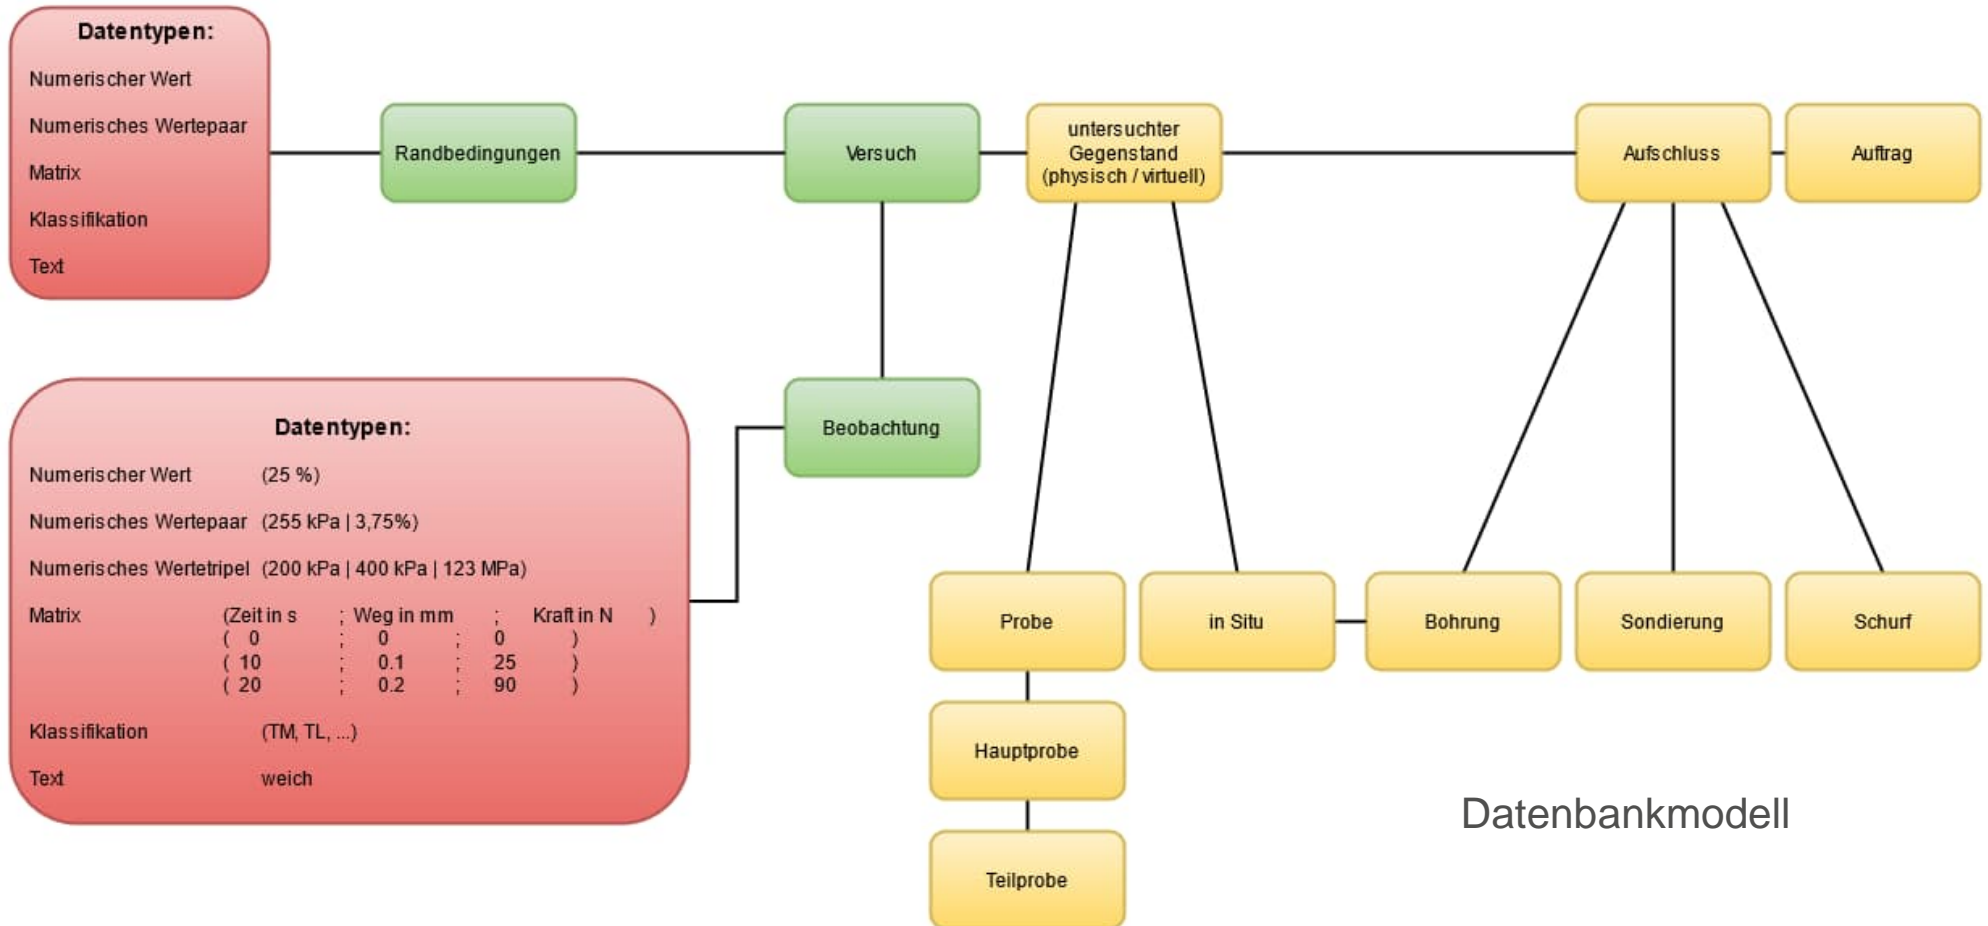 Datentypen:
Numerischer Wert
Numerisches Wertepaar
Matrix
Klassifikation
Text
Randbedingungen
Versuch
untersuchter
Gegenstand
(physisch / virtuell)
Aufschluss
Auftrag
Datentypen:
Numerischer Wert (25 %)
Numerisches Wertepaar (255 kPa | 3,75%)
Numerisches Wertetripel (200 kPa | 400 kPa | 123 MPa)
Matrix (Zeit in s ; Weg in mm ; Kraft in N )
( 0 ; 0 ; 0 )
( 10 ; 0.1 ; 25 )
( 20 ; 0.2 ; 90 )
Klassifikation (TM, TL, ...)
Text weich
Beobachtung
Probe
in Situ
Bohrung
Sondierung
Schurf
Hauptprobe
Teilprobe
Datenbankmodell